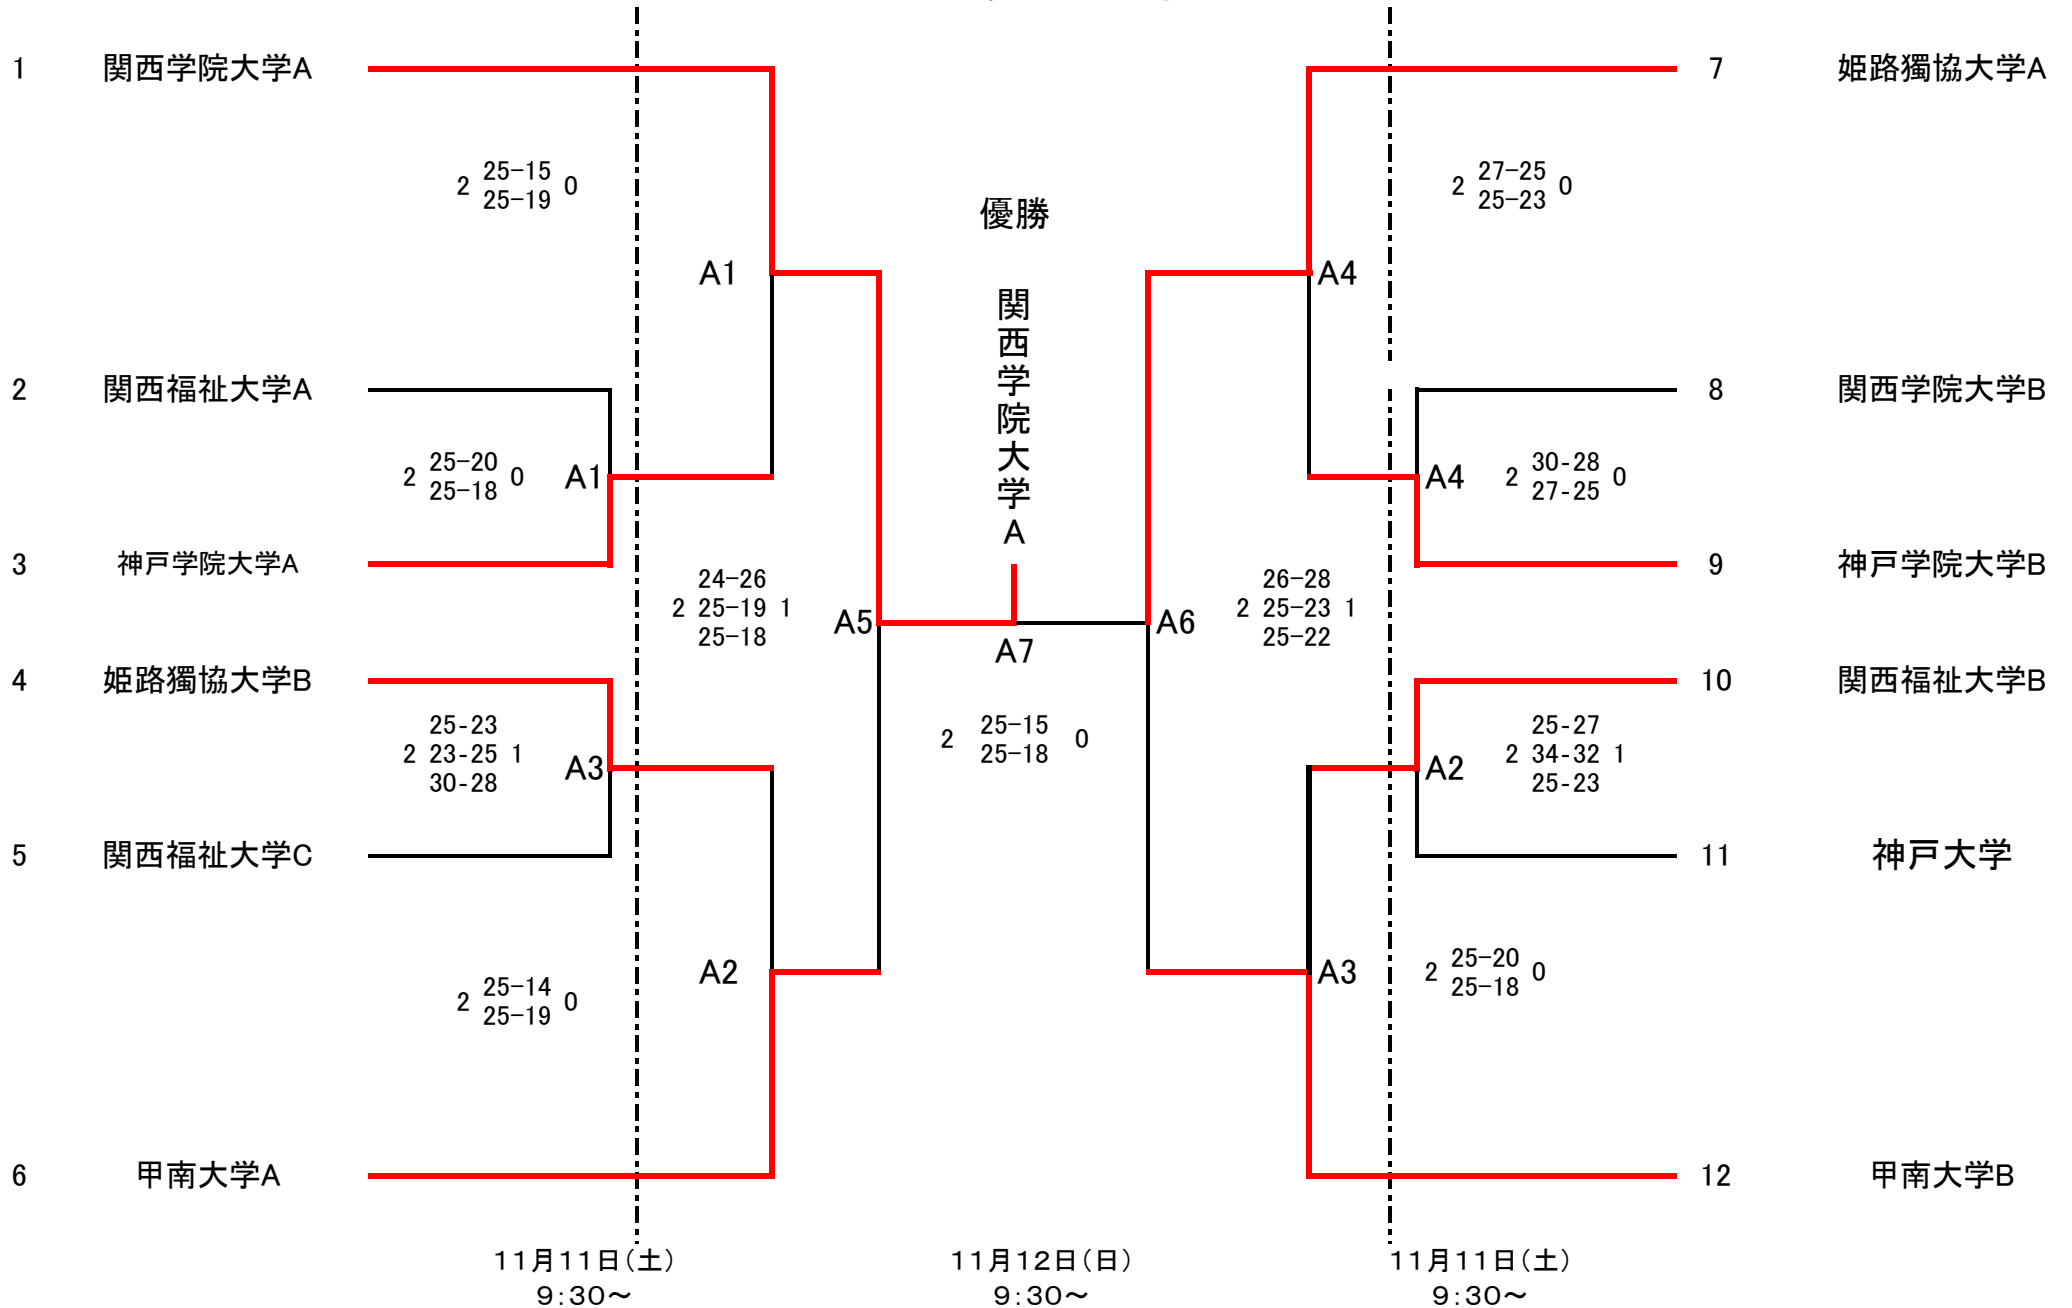 1 関西学院大学A
7 姫路獨協大学A
2 25-15 0
25-19
2 27-25 0
25-23
優勝
A1
A4
関西学院大学A
2 関西福祉大学A
8 関西学院大学B
2 25-20 0
25-18
A1
A4
2 30-28 0
27-25
3 神戸学院大学A
9 神戸学院大学B
24-26
2 25-19 1
25-18
A5
A7
A6
26-28
2 25-23 1
25-22
4 姫路獨協大学B
10 関西福祉大学B
25-23
2 23-25 1
30-28
A3
2 25-15 0
25-18
A2
25-27
2 34-32 1
25-23
5 関西福祉大学C
11 神戸大学
2 25-14 0
25-19
A2
A3
2 25-20 0
25-18
6 甲南大学A
12 甲南大学B
11月11日(土)
9:30～
11月12日(日)
9:30～
11月11日(土)
9:30～